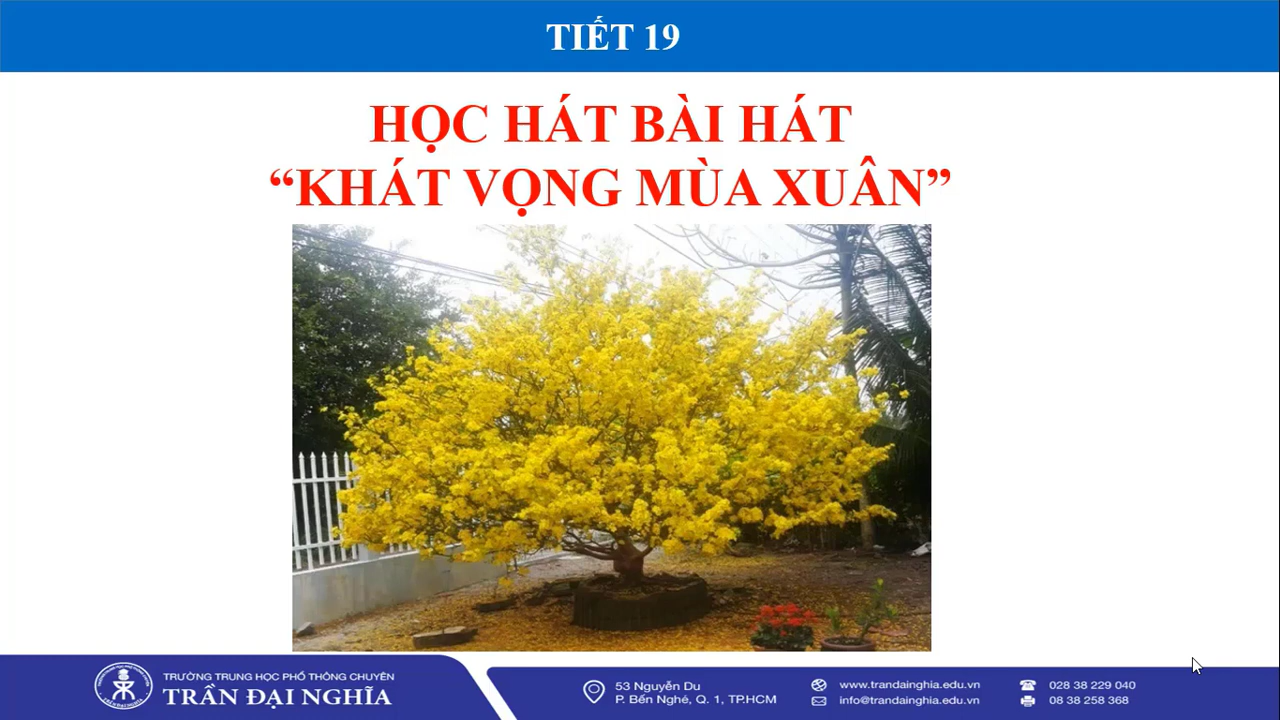 TIẾT 19
HỌC HÁT BÀI HÁT
“KHÁT VỌNG MÙA XUÂN”
TRƯỜNG TRUNG HỌC PHỔ THÔNG CHUYÊN
TRẦN ĐẠI NGHĨA
53 Nguyễn Du
P. Bến Nghé, Q. 1, TP.HCM
www.trandainghia.edu.vn
info@trandainghia.edu.vn
028 38 229 040
08 38 258 368